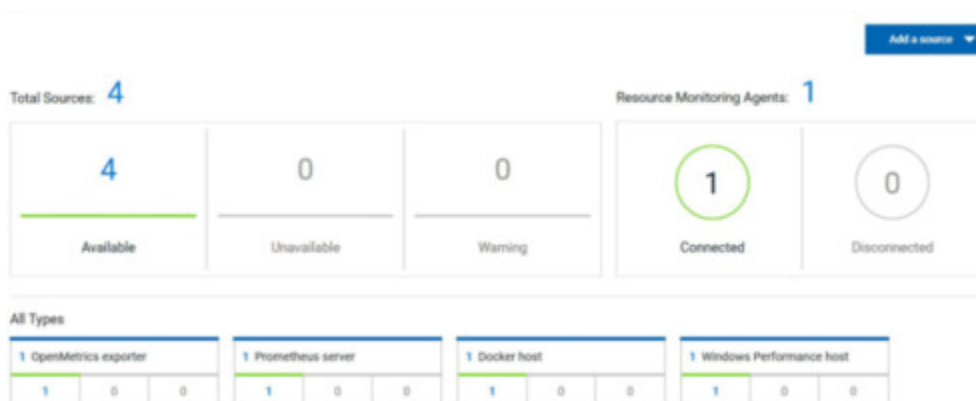 Add a source
Total Sources: 4
Resource Monitoring Agents: 1
4
0
0
Available
Unavailable
Warning
1
0
Connected
Disconnected
All Types
1 OpenMetrics exporter
1 0 0
1 Prometheus server
1 0 0
1 Docker host
1 0 0
1 Windows Performance host
1 0 0